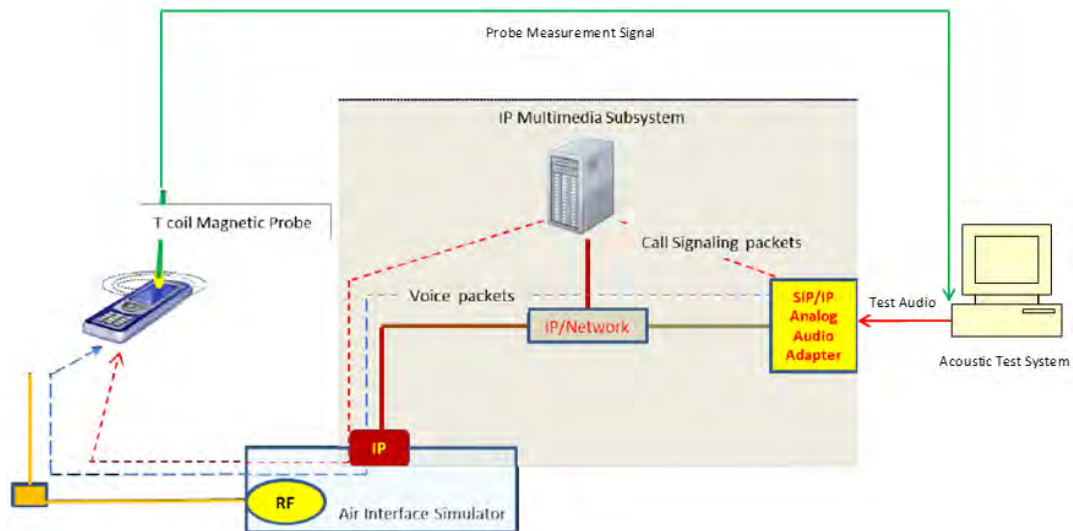 Probe Measurement Signal
IP Multimedia Subsystem
T coil Magnetic Probe
Call Signaling packets
Voice packets
IP/Network
SIP/IP
Analog
Audio
Adapter
Test Audio
Acoustic Test System
IP
RF
Air Interface Simulator